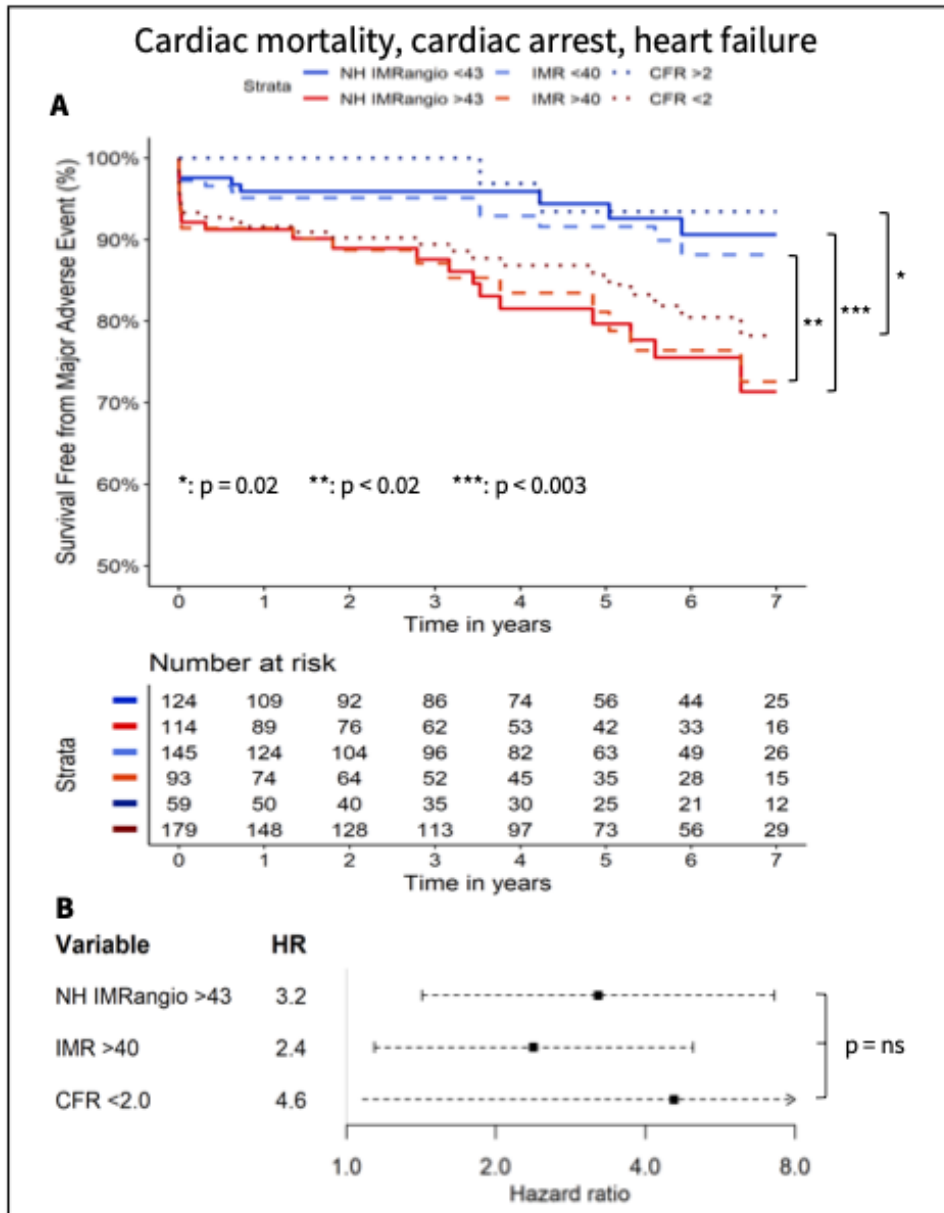 Cardiac mortality, cardiac arrest, heart failure
Strata NH IMRangio <43 IMR <40 CFR >2
NH IMRangio >43 IMR >40 CFR <2
A
Survival Free from Major Adverse Event (%)
100%
90%
80%
70%
60%
50%
*
**
***
*: p = 0.02 **: p < 0.02 ***: p < 0.003
0 1 2 3 4 5 6 7
Time in years
Number at risk
Strata
124 109 92 86 74 56 44 25
114 89 76 62 53 42 33 16
145 124 104 96 82 63 49 26
93 74 64 52 45 35 28 15
59 50 40 35 30 25 21 12
179 148 128 113 97 73 56 29
0 1 2 3 4 5 6 7
Time in years
B
Variable HR
NH IMRangio >43 3.2
IMR >40 2.4
CFR <2.0 4.6
p = ns
1.0 2.0 4.0 8.0
Hazard ratio